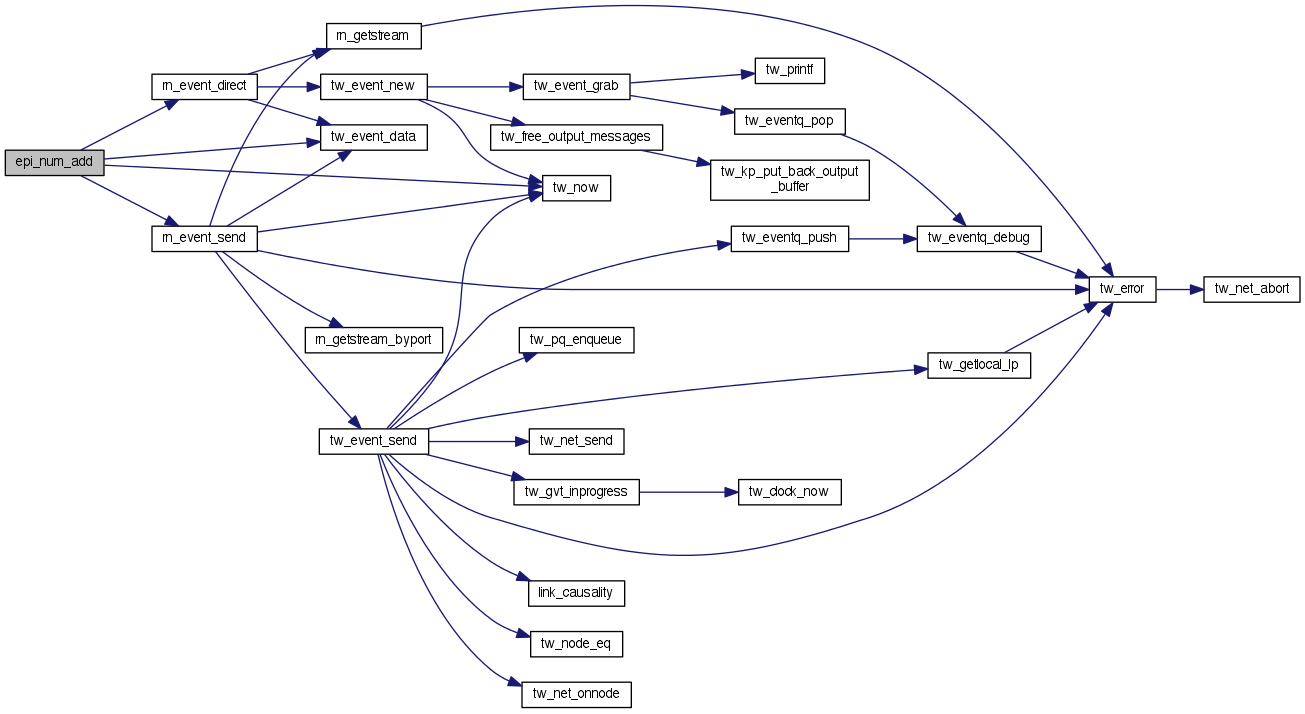 rn_getstream
tw_printf
rn_event_direct
tw_event_new
tw_event_grab
tw_eventq_pop
tw_event_data
tw_free_output_messages
epi_num_add
tw_kp_put_back_output
_buffer
tw_now
rn_event_send
tw_eventq_push
tw_eventq_debug
tw_error
tw_net_abort
rn_getstream_byport
tw_pq_enqueue
tw_getlocal_lp
tw_event_send
tw_net_send
tw_gvt_inprogress
tw_clock_now
link_causality
tw_node_eq
tw_net_onnode